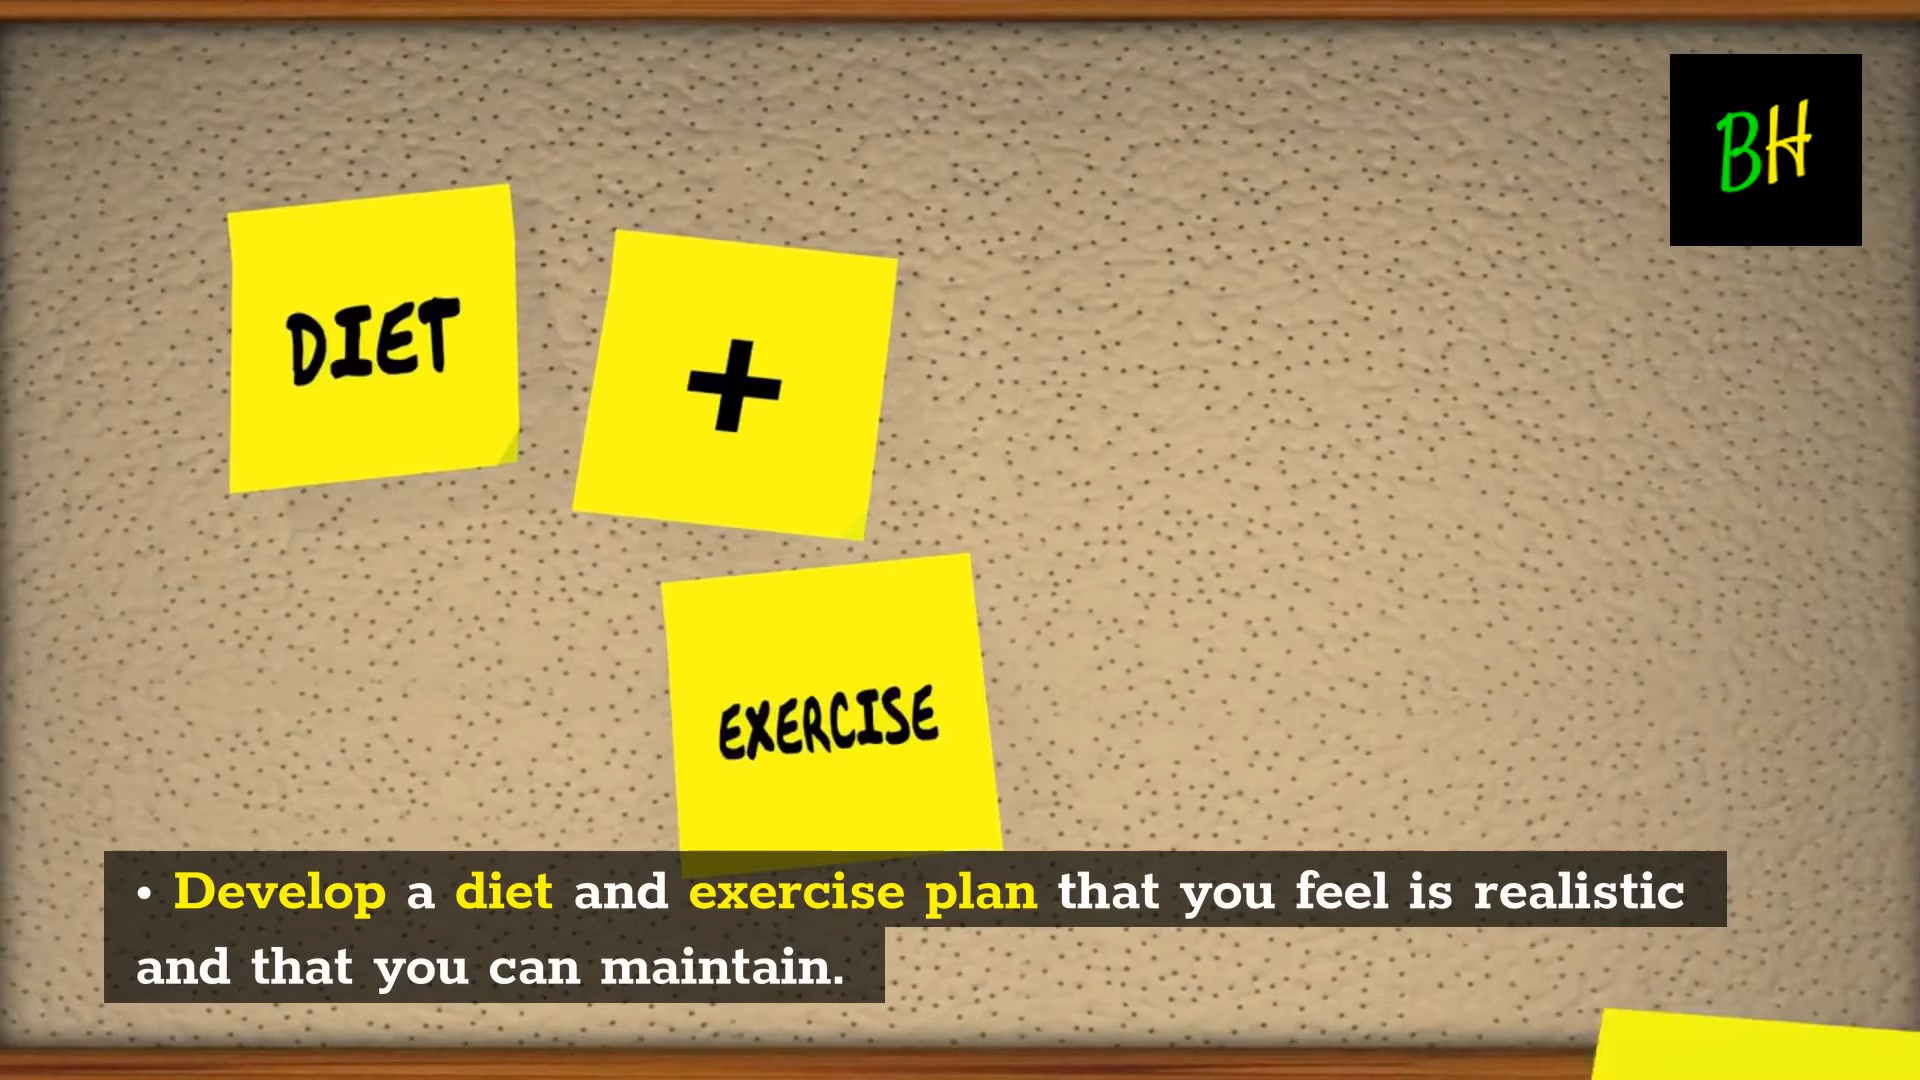 BH
DIET
+
EXERCISE
• Develop a diet and exercise plan that you feel is realistic
and that you can maintain.